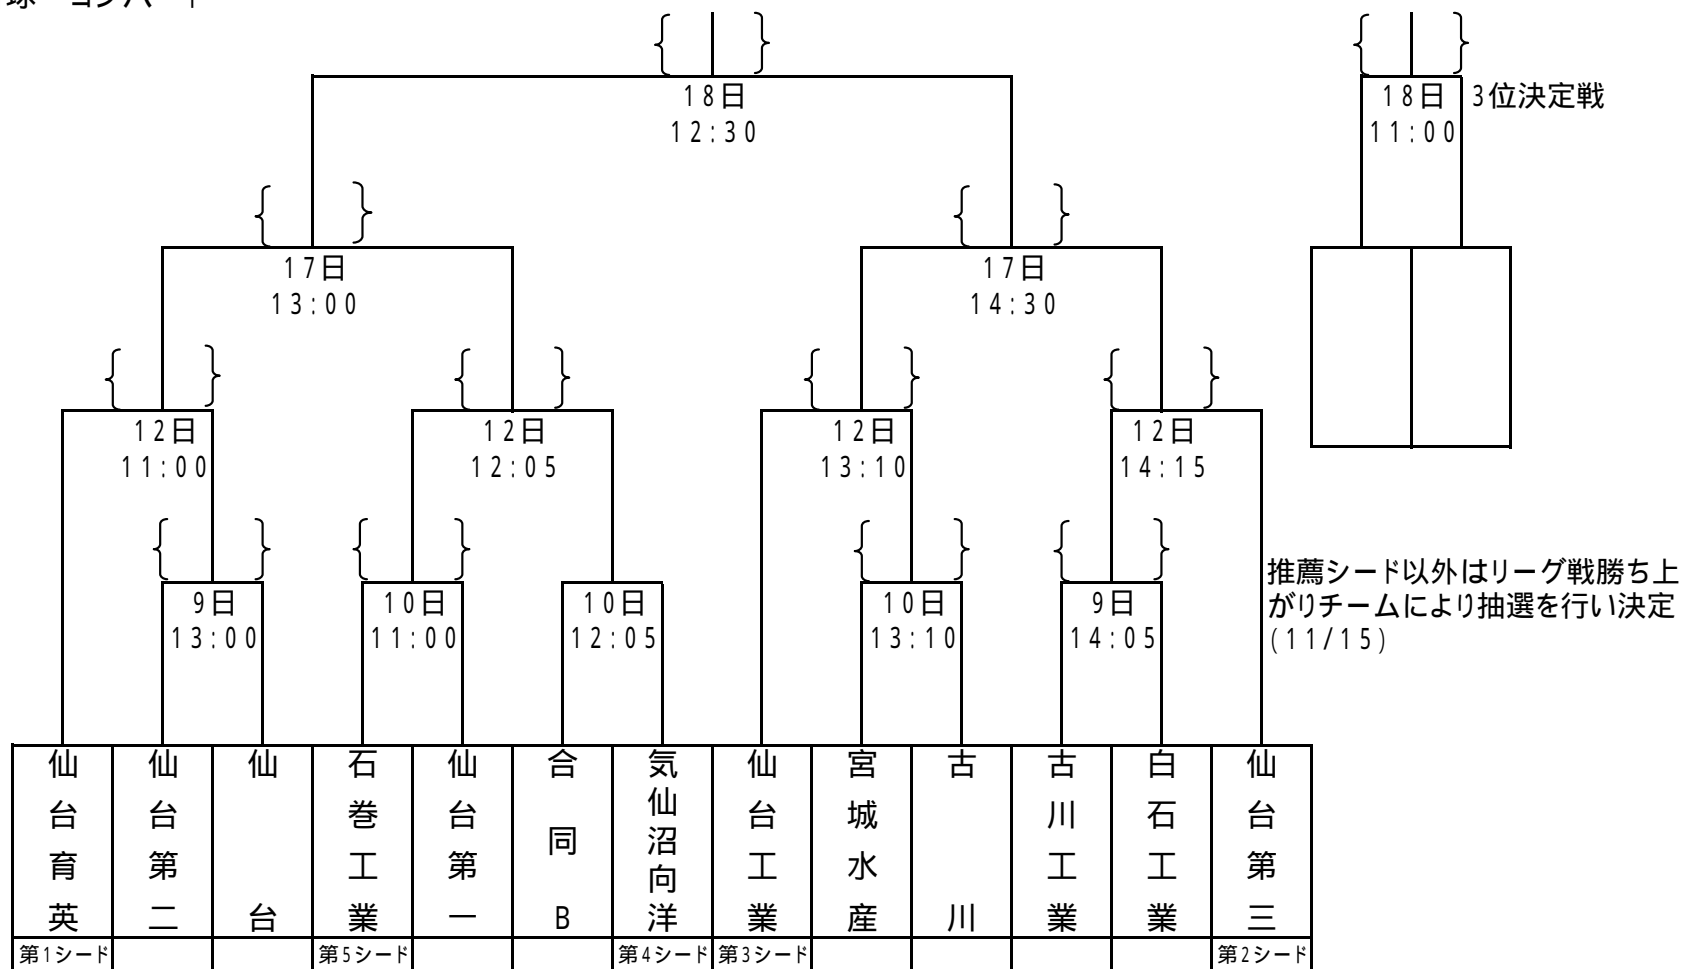 18日
12:30
18日 3位決定戦
11:00
17日
13:00
17日
14:30
12日
11:00
12日
12:05
12日
13:10
12日
14:15
9日
13:00
10日
11:00
10日
12:05
10日
13:10
9日
14:05
推薦シード以外はリーグ戦勝ち上
がりチームにより抽選を行い決定
(11/15)
仙台育英
仙台第二
仙台
石巻工業
仙台第一
合同B
気仙沼向洋
仙台工業
宮城水産
古川
古川工業
白石工業
仙台第三
第1シード
第5シード
第4シード
第3シード
第2シード